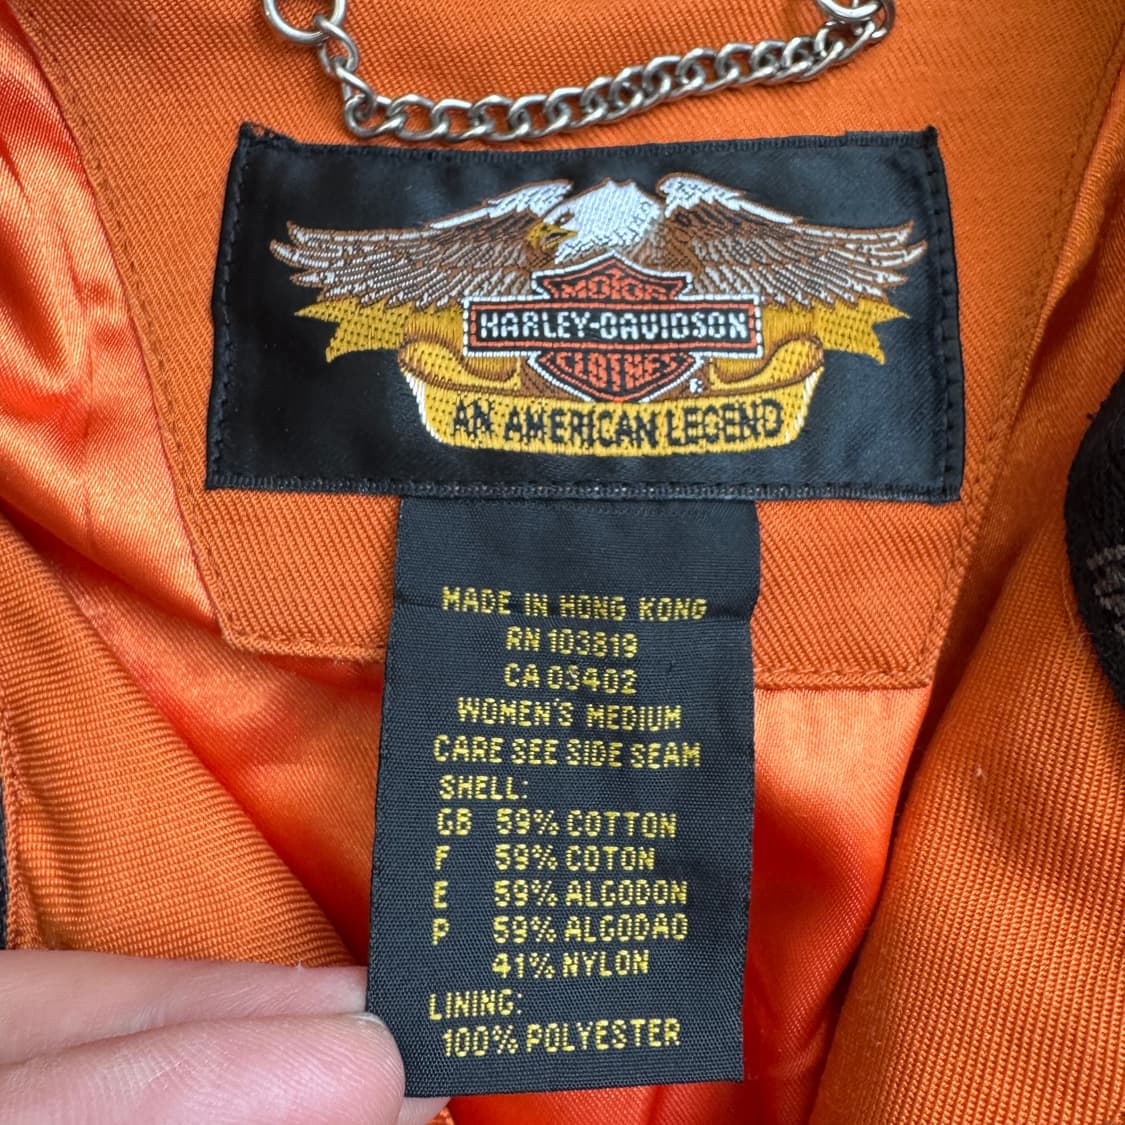 MOTOR
HARLEY-DAVIDSON
CLOTHES
®
AN AMERICAN LEGEND
MADE IN HONG KONG
RN 103819
CA 03402
WOMEN'S MEDIUM
CARE SEE SIDE SEAM
SHELL:
GB 59% COTTON
F 59% COTON
E 59% ALGODON
P 59% ALGODAO
41% NYLON
LINING:
100% POLYESTER